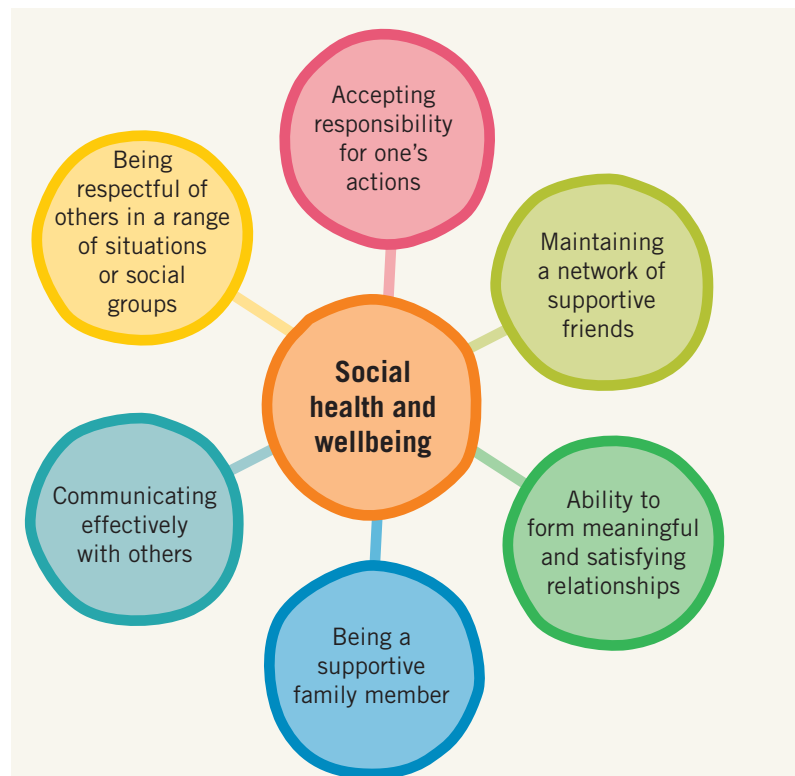 Accepting
responsibility
for one's
actions
Being
respectful of
others in a range
of situations
or social
groups
Maintaining
a network of
supportive
friends
Social
health and
wellbeing
Communicating
effectively
with others
Ability to
form meaningful
and satisfying
relationships
Being a
supportive
family member